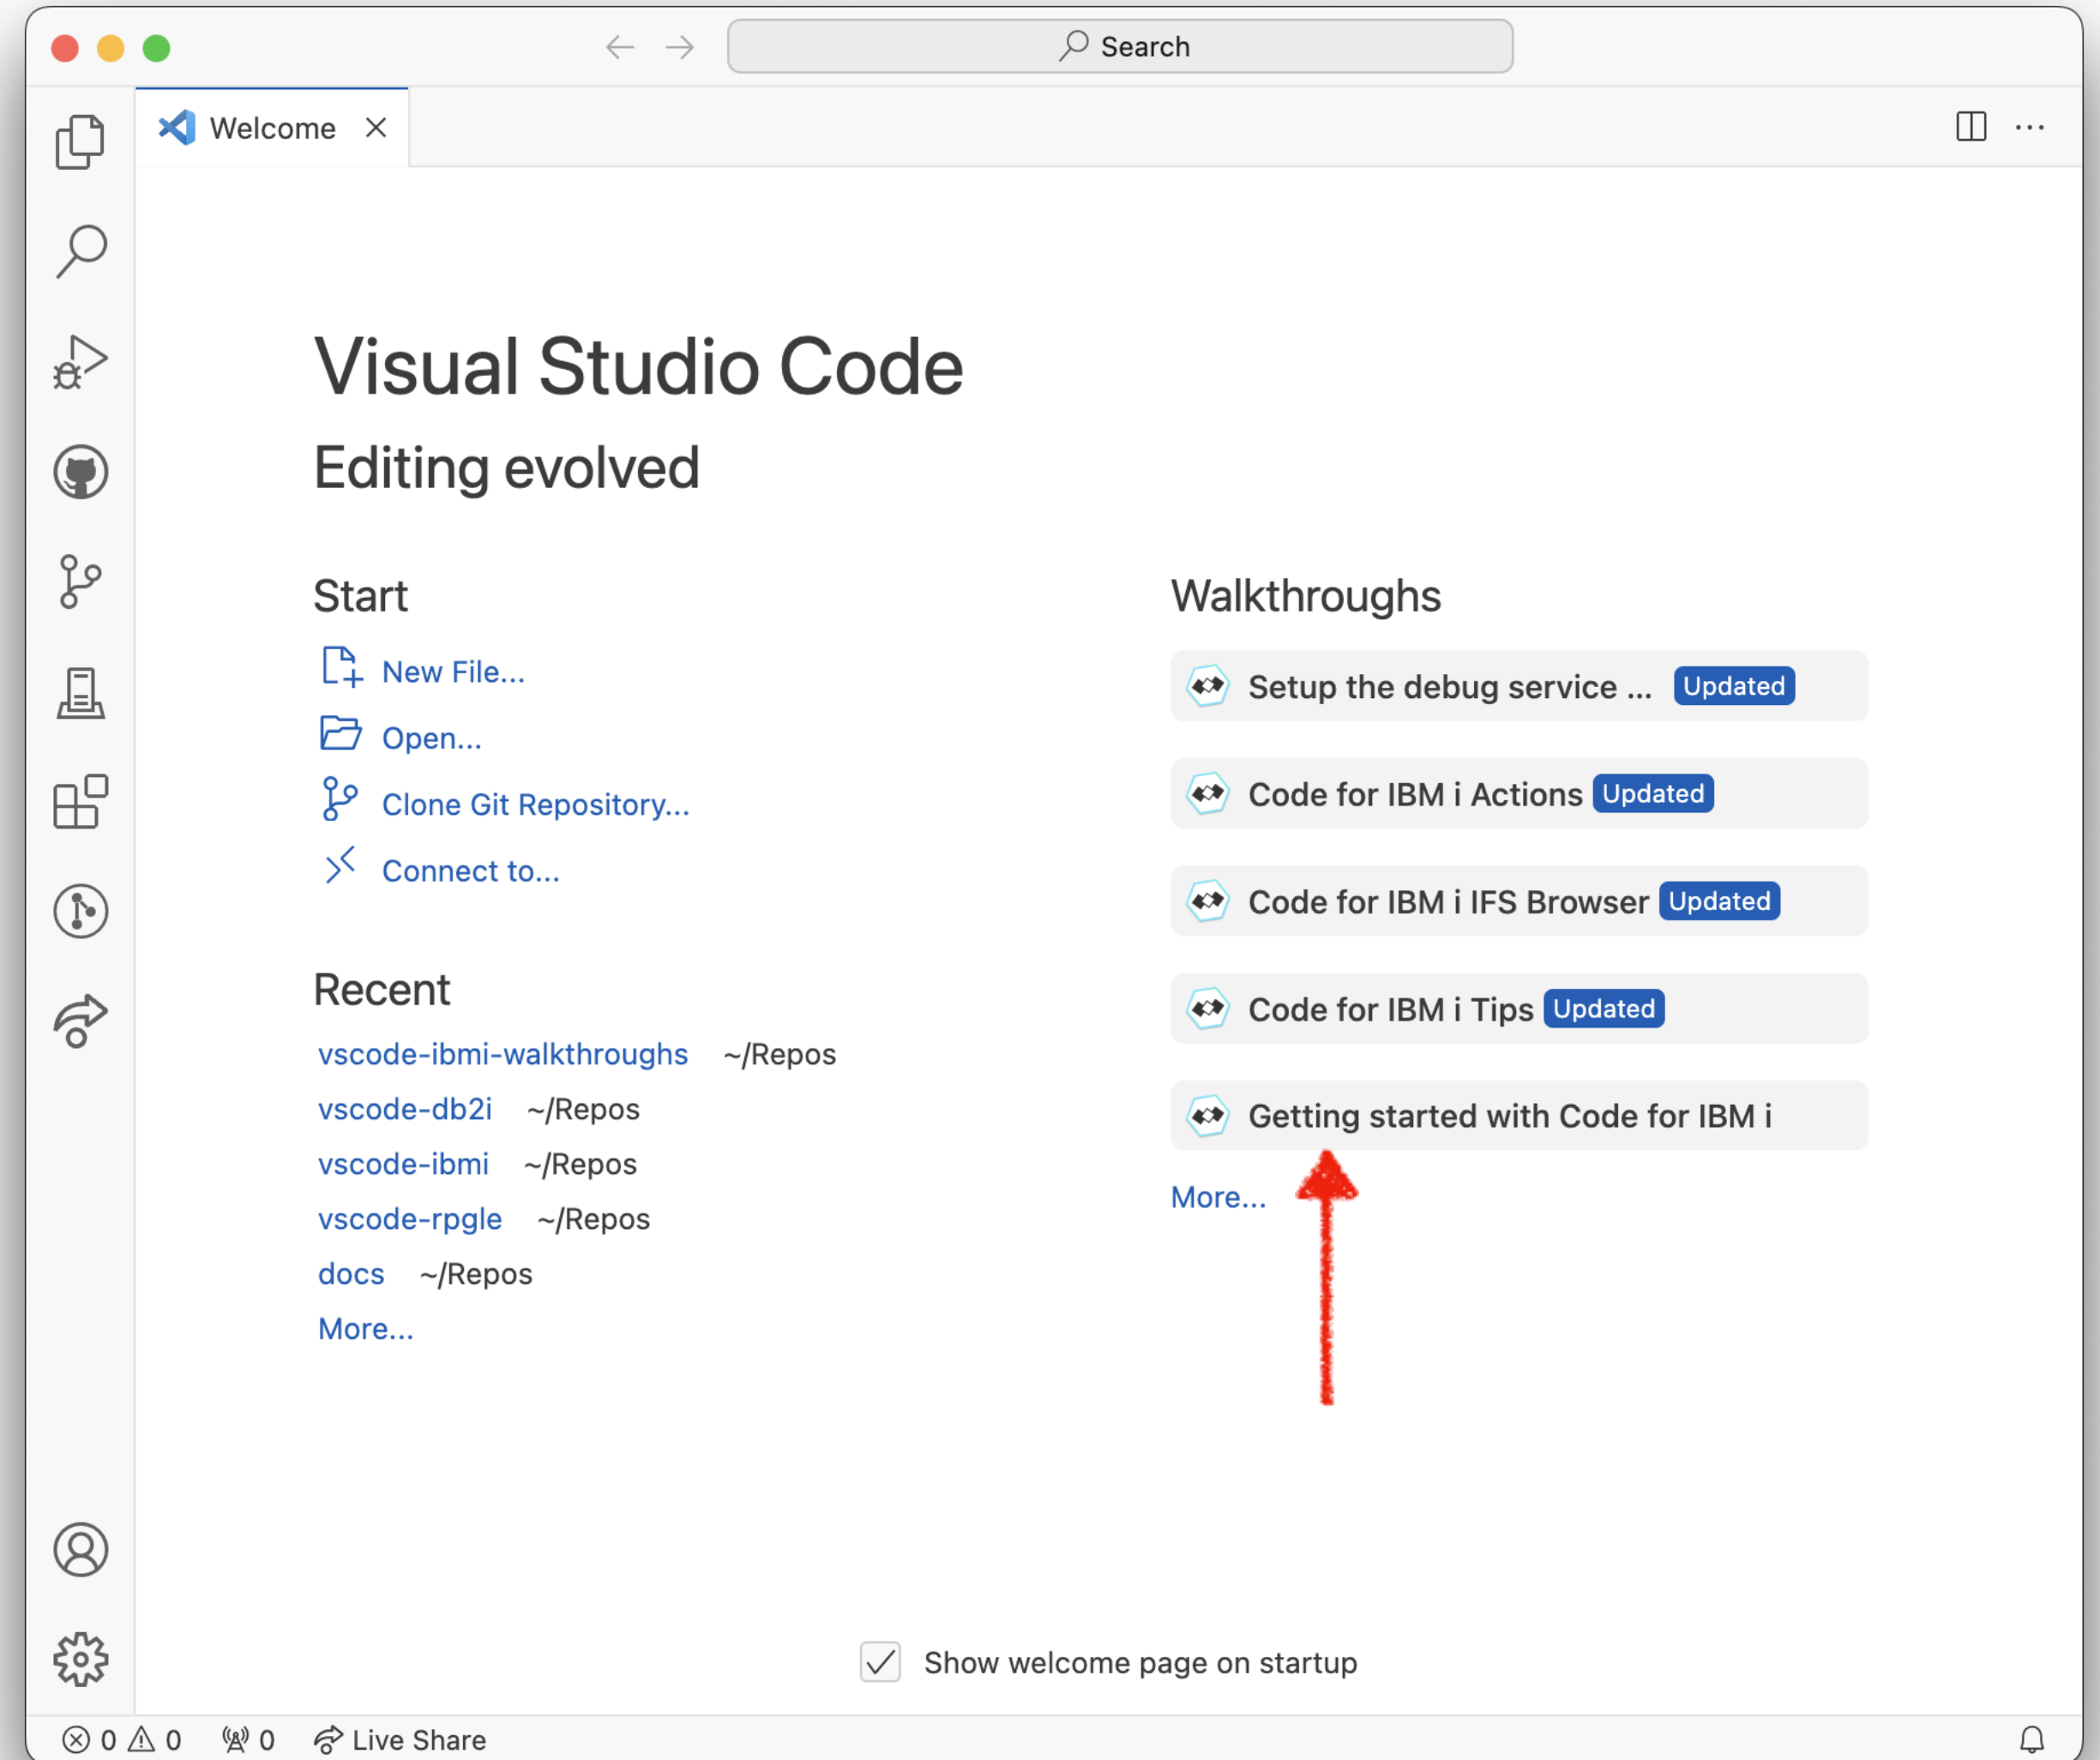 Search
Welcome
Visual Studio Code
Editing evolved
Start
New File...
Open...
Clone Git Repository...
Connect to...
Recent
vscode-ibmi-walkthroughs ~/Repos
vscode-db2i ~/Repos
vscode-ibmi ~/Repos
vscode-rpgle ~/Repos
docs ~/Repos
More...
Walkthroughs
Setup the debug service ... Updated
Code for IBM i Actions Updated
Code for IBM i IFS Browser Updated
Code for IBM i Tips Updated
Getting started with Code for IBM i
More...
Show welcome page on startup
0 0 0 Live Share